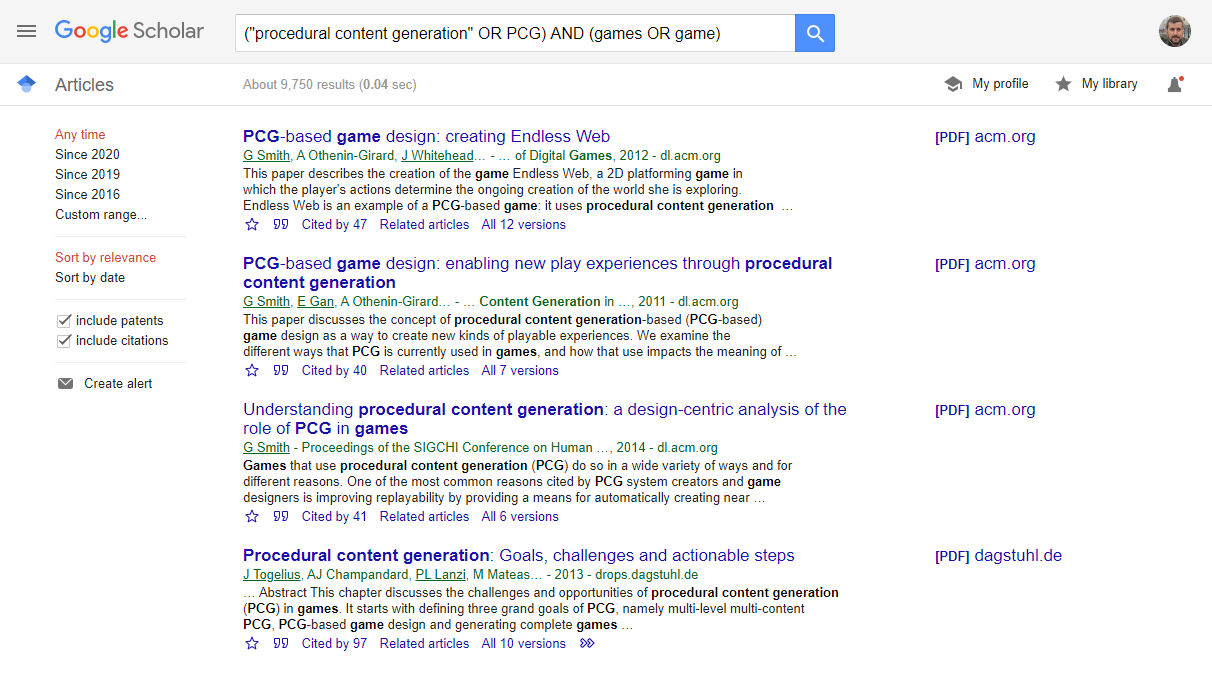 Google Scholar
("procedural content generation" OR PCG) AND (games OR game)
Articles
About 9,750 results (0.04 sec)
My profile
My library
Any time
Since 2020
Since 2019
Since 2016
Custom range...
Sort by relevance
Sort by date
include patents
include citations
Create alert
PCG-based game design: creating Endless Web
G Smith, A Othenin-Girard, J Whitehead… - … of Digital Games, 2012 - dl.acm.org
This paper describes the creation of the game Endless Web, a 2D platforming game in
which the player's actions determine the ongoing creation of the world she is exploring.
Endless Web is an example of a PCG-based game: it uses procedural content generation …
Cited by 47 Related articles All 12 versions
[PDF] acm.org
PCG-based game design: enabling new play experiences through procedural
content generation
G Smith, E Gan, A Othenin-Girard… - … Content Generation in …, 2011 - dl.acm.org
This paper discusses the concept of procedural content generation-based (PCG-based)
game design as a way to create new kinds of playable experiences. We examine the
different ways that PCG is currently used in games, and how that use impacts the meaning of …
Cited by 40 Related articles All 7 versions
[PDF] acm.org
Understanding procedural content generation: a design-centric analysis of the
role of PCG in games
G Smith - Proceedings of the SIGCHI Conference on Human …, 2014 - dl.acm.org
Games that use procedural content generation (PCG) do so in a wide variety of ways and for
different reasons. One of the most common reasons cited by PCG system creators and game
designers is improving replayability by providing a means for automatically creating near …
Cited by 41 Related articles All 6 versions
[PDF] acm.org
Procedural content generation: Goals, challenges and actionable steps
J Togelius, AJ Champandard, PL Lanzi, M Mateas… - 2013 - drops.dagstuhl.de
… Abstract This chapter discusses the challenges and opportunities of procedural content generation
(PCG) in games. It starts with defining three grand goals of PCG, namely multi-level multi-content
PCG, PCG-based game design and generating complete games …
Cited by 97 Related articles All 10 versions
[PDF] dagstuhl.de